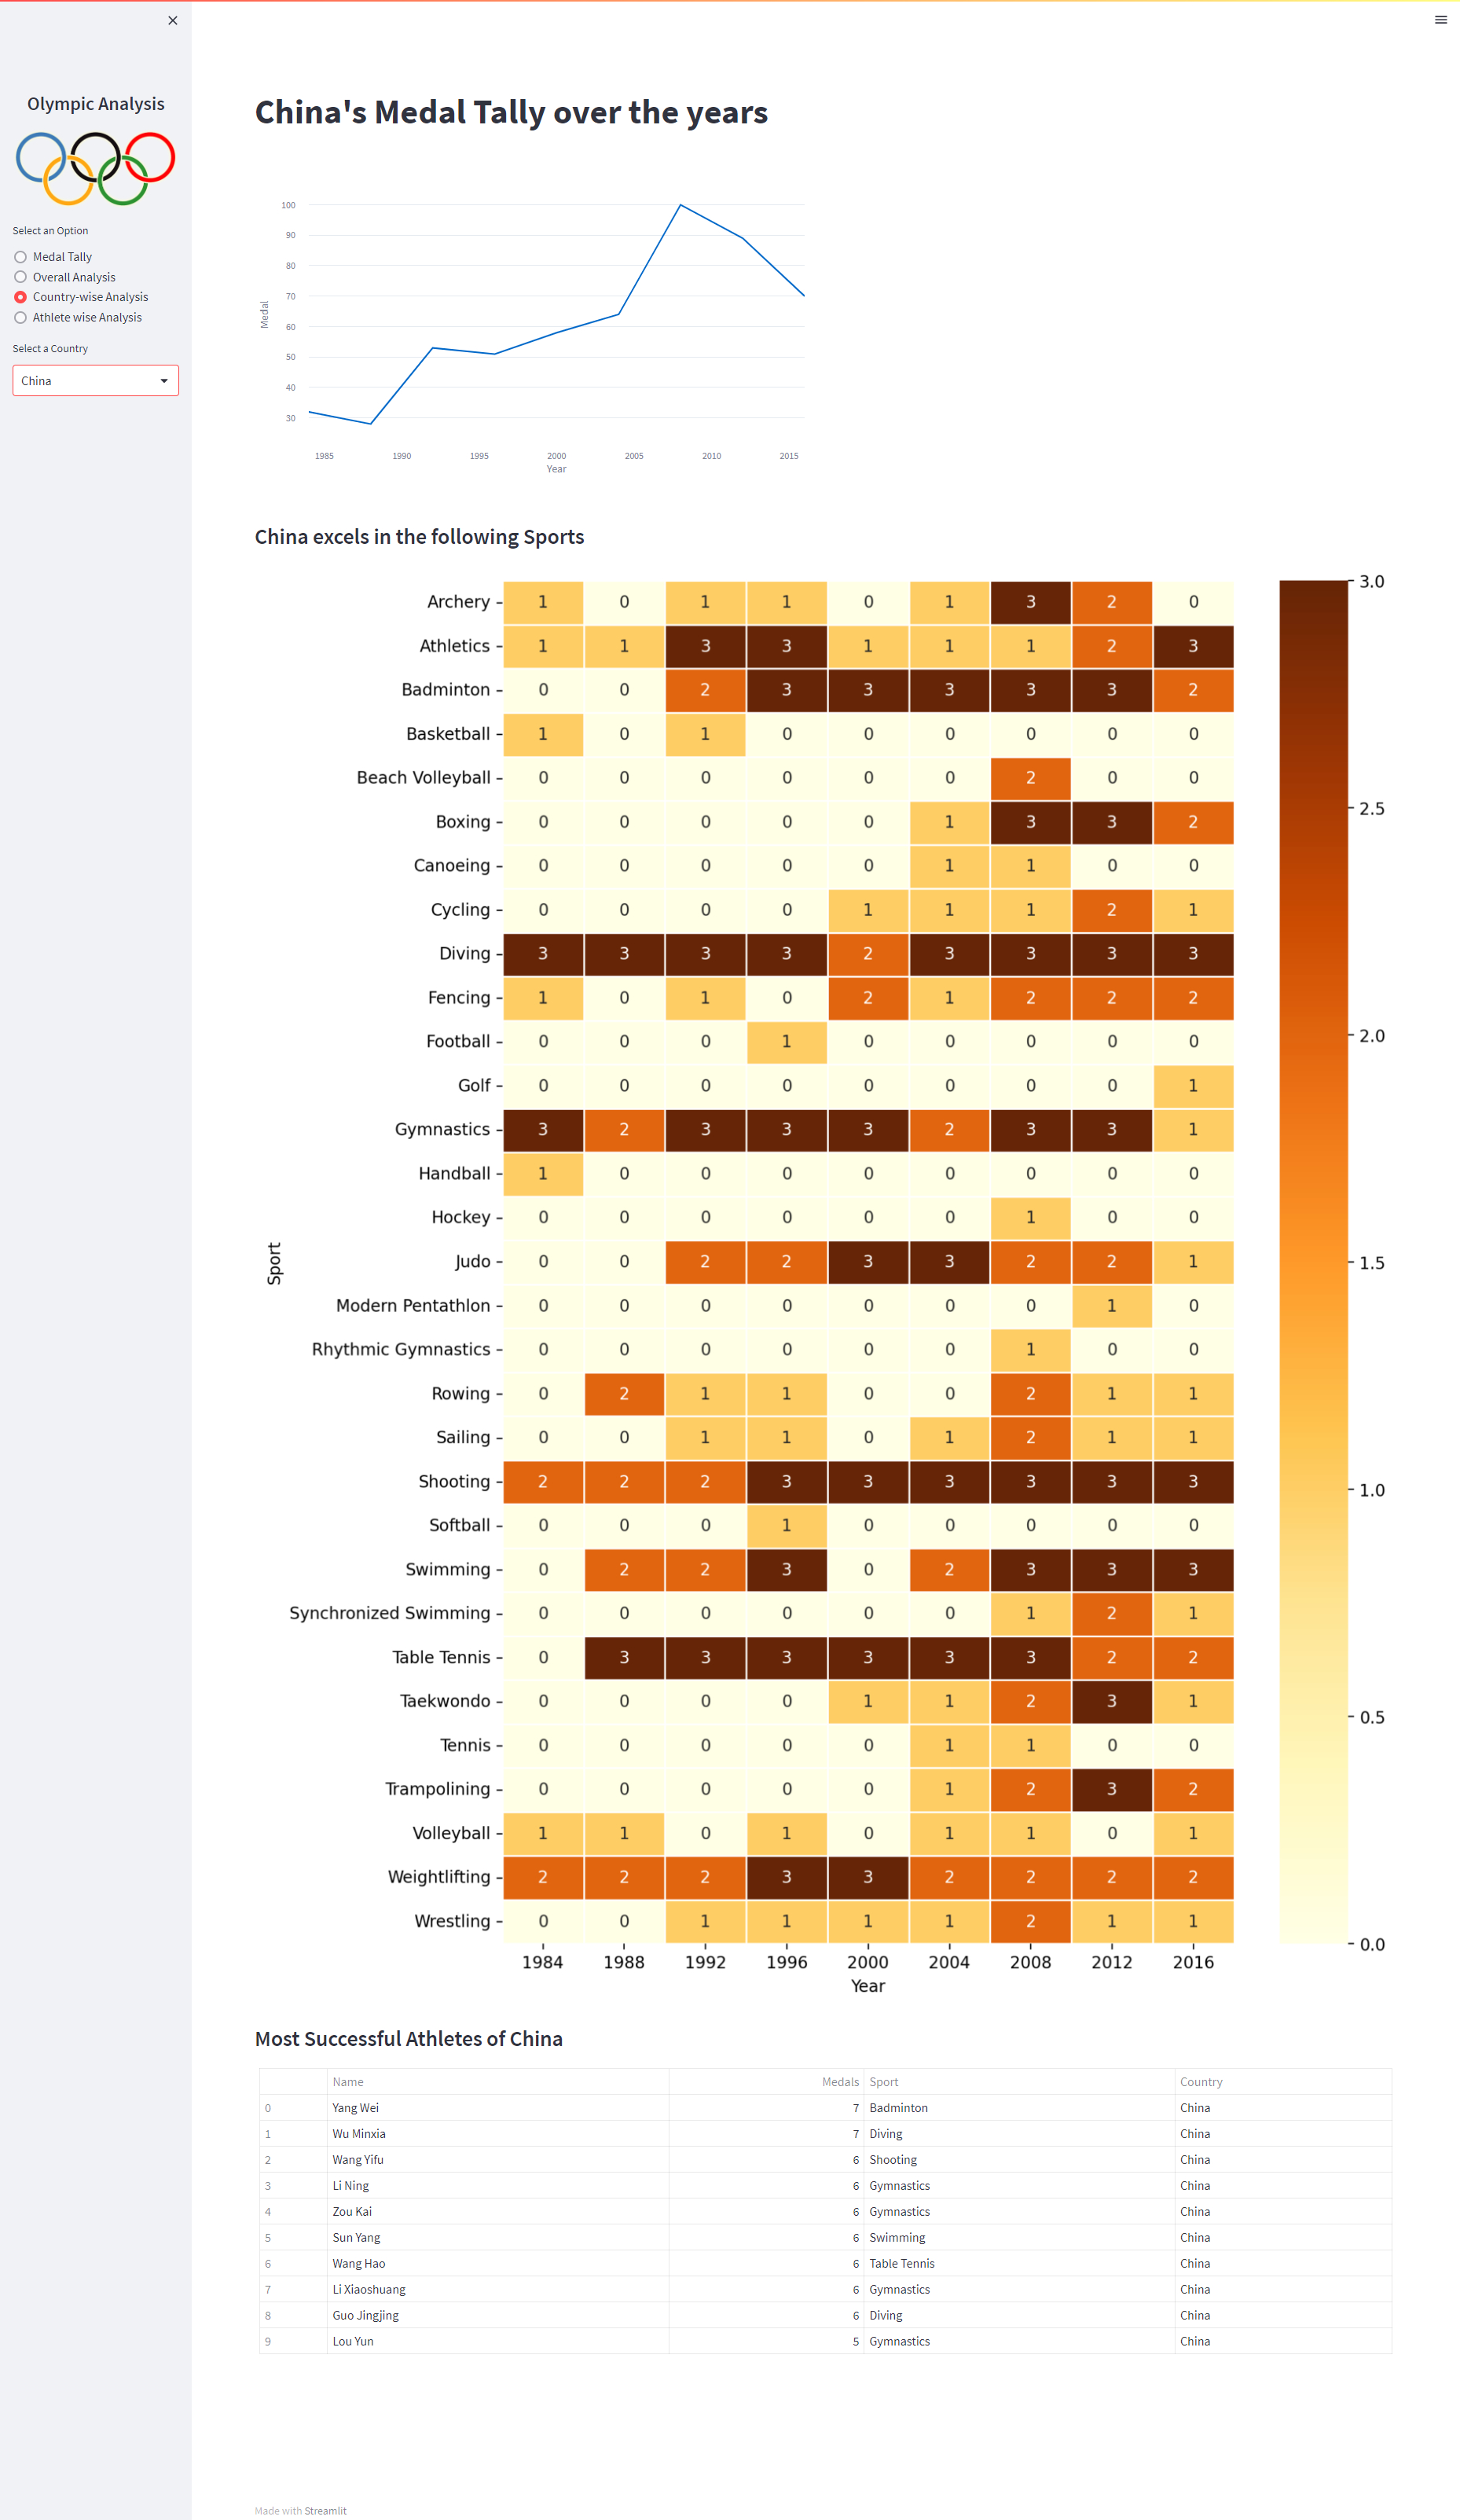 Olympic Analysis
Select an Option
Medal Tally
Overall Analysis
Country-wise Analysis
Athlete wise Analysis
Select a Country
China
China's Medal Tally over the years
Medal
100
90
80
70
60
50
40
30
1985 1990 1995 2000 2005 2010 2015
Year
China excels in the following Sports
Sport
Archery 1 0 1 1 0 1 3 2 0
Athletics 1 1 3 3 1 1 1 2 3
Badminton 0 0 2 3 3 3 3 3 2
Basketball 1 0 1 0 0 0 0 0 0
Beach Volleyball 0 0 0 0 0 0 2 0 0
Boxing 0 0 0 0 0 1 3 3 2
Canoeing 0 0 0 0 0 1 1 0 0
Cycling 0 0 0 0 1 1 1 2 1
Diving 3 3 3 3 2 3 3 3 3
Fencing 1 0 1 0 2 1 2 2 2
Football 0 0 0 1 0 0 0 0 0
Golf 0 0 0 0 0 0 0 0 1
Gymnastics 3 2 3 3 3 2 3 3 1
Handball 1 0 0 0 0 0 0 0 0
Hockey 0 0 0 0 0 0 1 0 0
Judo 0 0 2 2 3 3 2 2 1
Modern Pentathlon 0 0 0 0 0 0 0 1 0
Rhythmic Gymnastics 0 0 0 0 0 0 1 0 0
Rowing 0 2 1 1 0 0 2 1 1
Sailing 0 0 1 1 0 1 2 1 1
Shooting 2 2 2 3 3 3 3 3 3
Softball 0 0 0 1 0 0 0 0 0
Swimming 0 2 2 3 0 2 3 3 3
Synchronized Swimming 0 0 0 0 0 0 1 2 1
Table Tennis 0 3 3 3 3 3 3 2 2
Taekwondo 0 0 0 0 1 1 2 3 1
Tennis 0 0 0 0 0 1 1 0 0
Trampolining 0 0 0 0 0 1 2 3 2
Volleyball 1 1 0 1 0 1 1 0 1
Weightlifting 2 2 2 3 3 2 2 2 2
Wrestling 0 0 1 1 1 1 2 1 1
1984 1988 1992 1996 2000 2004 2008 2012 2016
Year
3.0
2.5
2.0
1.5
1.0
0.5
0.0
Most Successful Athletes of China
Name Medals Sport Country
0 Yang Wei 7 Badminton China
1 Wu Minxia 7 Diving China
2 Wang Yifu 6 Shooting China
3 Li Ning 6 Gymnastics China
4 Zou Kai 6 Gymnastics China
5 Sun Yang 6 Swimming China
6 Wang Hao 6 Table Tennis China
7 Li Xiaoshuang 6 Gymnastics China
8 Guo Jingjing 6 Diving China
9 Lou Yun 5 Gymnastics China
Made with Streamlit